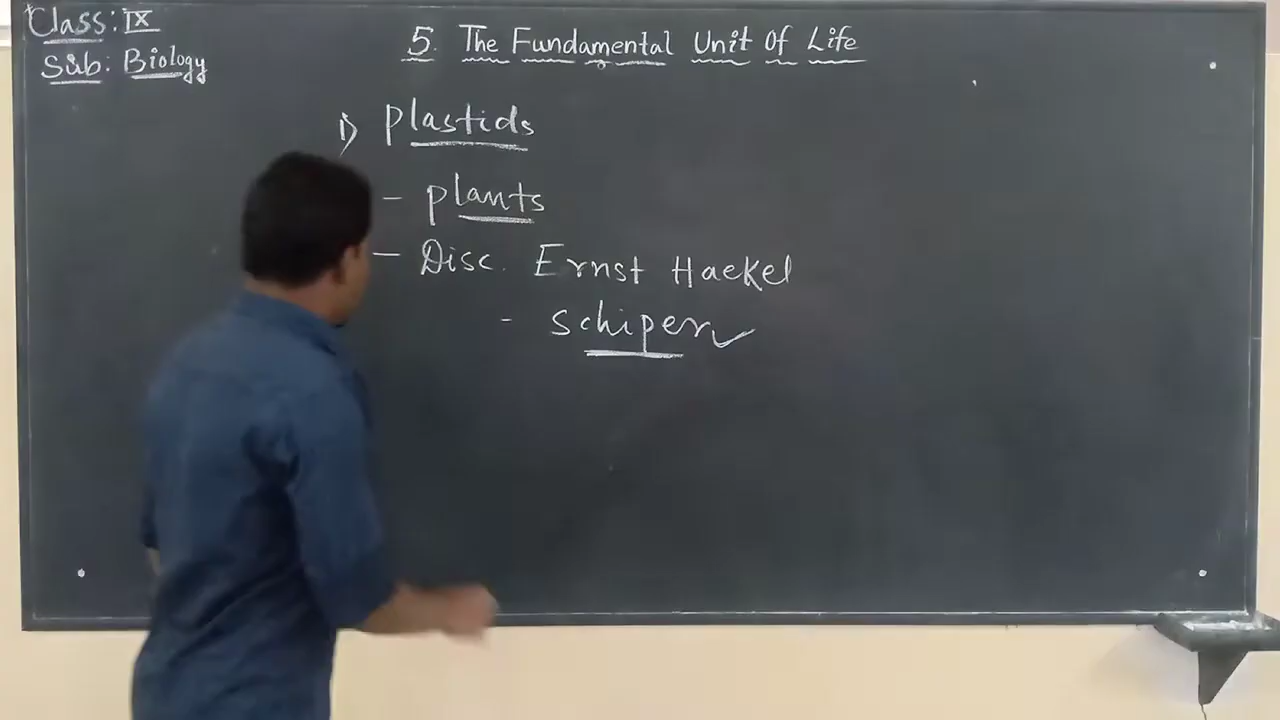 Class: IX
Sub: Biology
5. The Fundamental Unit Of Life
1) Plastids
- plants
- Disc. Ernst Haekel
- Schiper